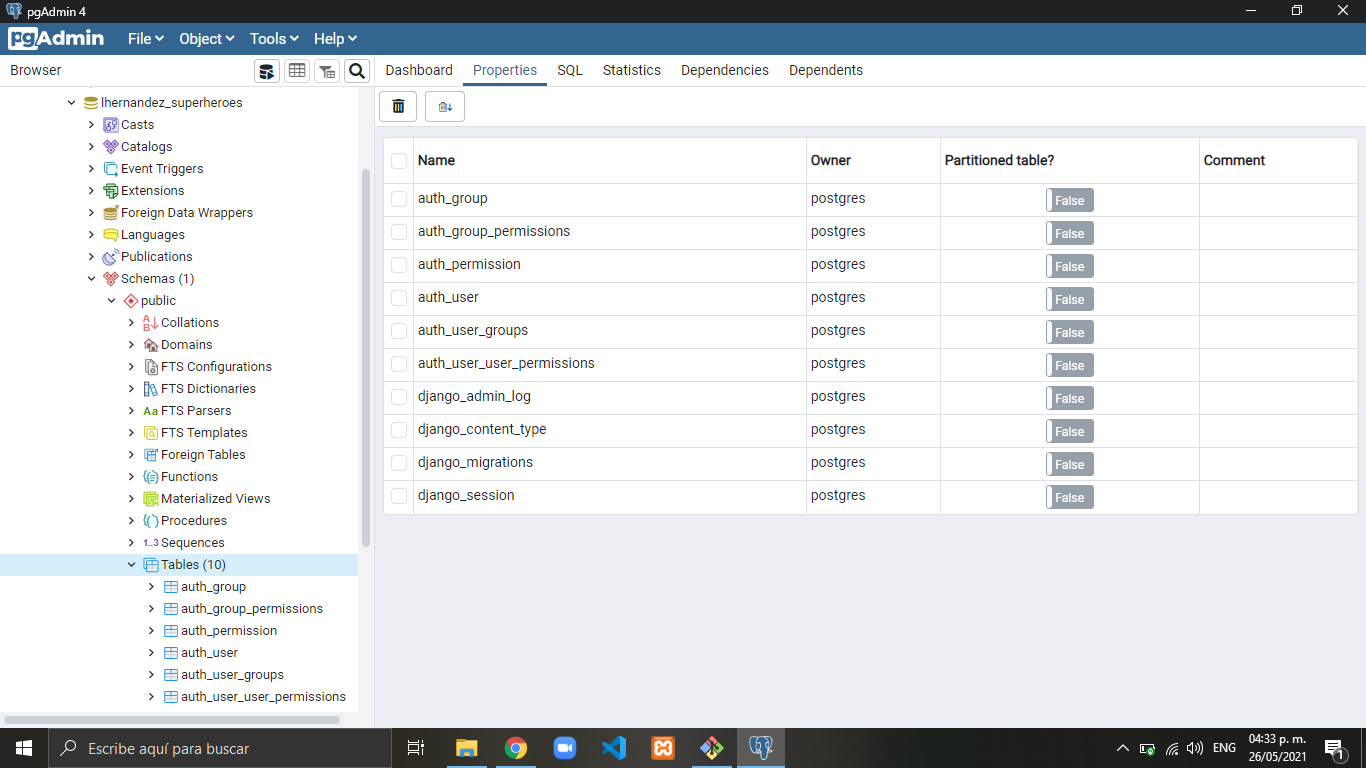 pgAdmin 4
pgAdmin File Object Tools Help
Browser
Dashboard Properties SQL Statistics Dependencies Dependents
lhernandez_superheroes
Casts
Catalogs
Event Triggers
Extensions
Foreign Data Wrappers
Languages
Publications
Schemas (1)
public
Collations
Domains
FTS Configurations
FTS Dictionaries
Aa FTS Parsers
FTS Templates
Foreign Tables
Functions
Materialized Views
Procedures
1..3 Sequences
Tables (10)
auth_group
auth_group_permissions
auth_permission
auth_user
auth_user_groups
auth_user_user_permissions
Name Owner Partitioned table? Comment
auth_group postgres False
auth_group_permissions postgres False
auth_permission postgres False
auth_user postgres False
auth_user_groups postgres False
auth_user_user_permissions postgres False
django_admin_log postgres False
django_content_type postgres False
django_migrations postgres False
django_session postgres False
Escribe aquí para buscar
ENG
04:33 p. m.
26/05/2021
1